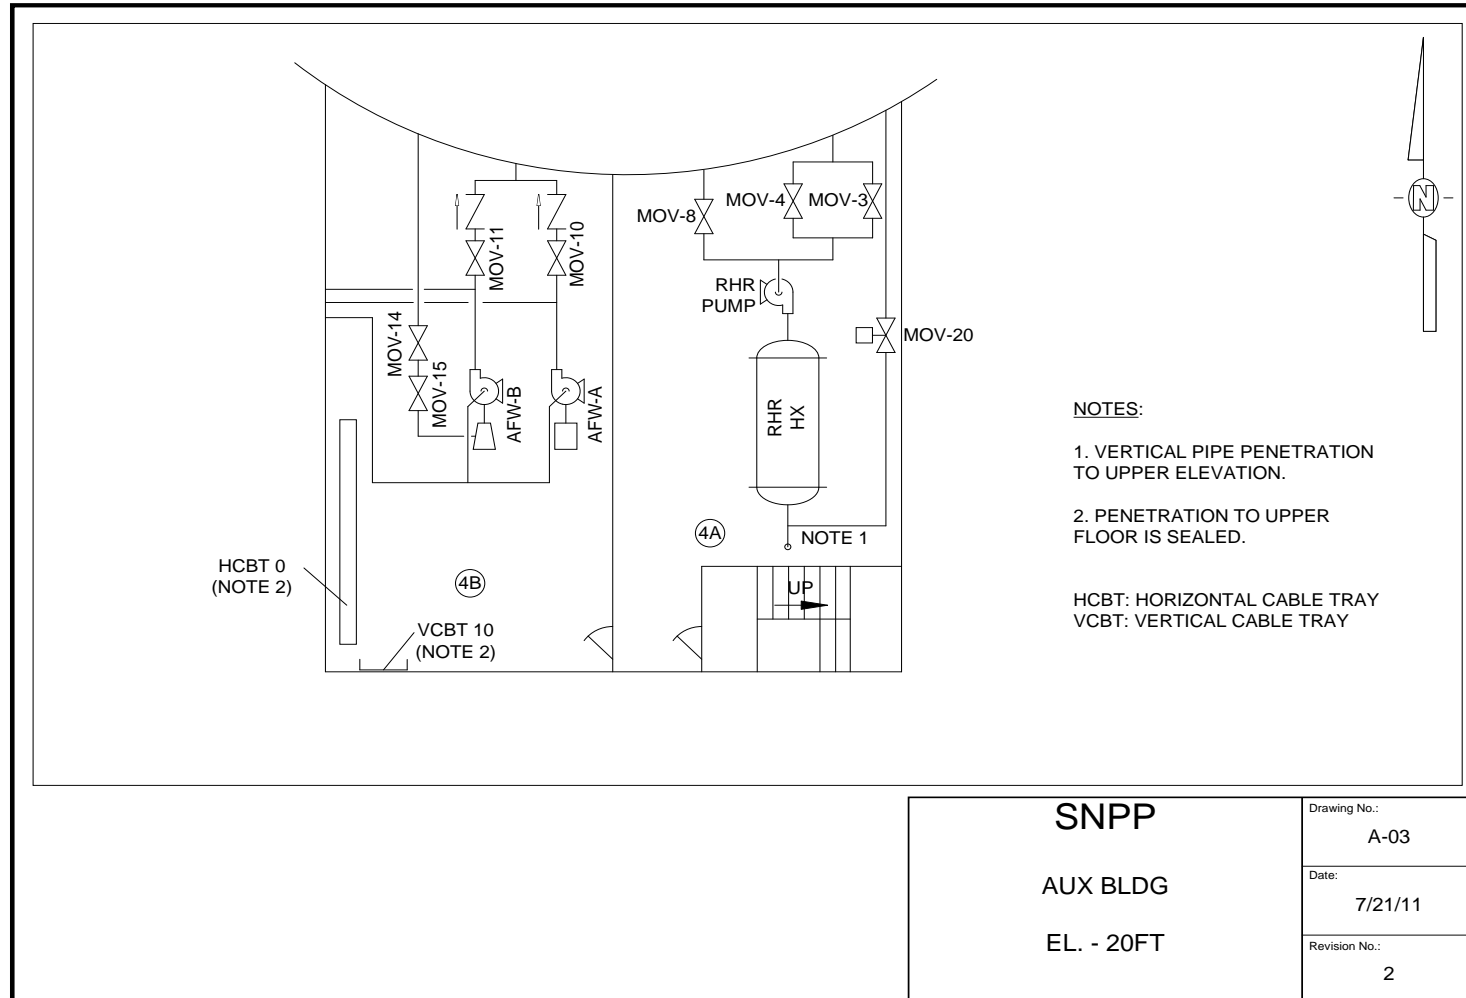 MOV-8
MOV-4
MOV-3
MOV-11
MOV-10
RHR
PUMP
MOV-14
MOV-15
MOV-20
AFW-B
AFW-A
RHR
HX
4A
NOTE 1
HCBT 0
(NOTE 2)
4B
UP
VCBT 10
(NOTE 2)
N
NOTES:
1. VERTICAL PIPE PENETRATION
TO UPPER ELEVATION.
2. PENETRATION TO UPPER
FLOOR IS SEALED.
HCBT: HORIZONTAL CABLE TRAY
VCBT: VERTICAL CABLE TRAY
SNPP
AUX BLDG
EL. - 20FT
Drawing No.:
A-03
Date:
7/21/11
Revision No.:
2